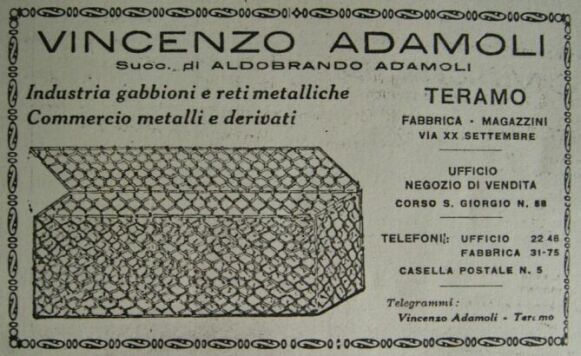 VINCENZO ADAMOLI
Succ. di ALDOBRANDO ADAMOLI
Industria gabbioni e reti metalliche
Commercio metalli e derivati
TERAMO
FABBRICA - MAGAZZINI
VIA XX SETTEMBRE
UFFICIO
NEGOZIO DI VENDITA
CORSO S. GIORGIO N.
TELEFONI: UFFICIO 22 48
FABBRICA 31-75
CASELLA POSTALE N. 5
Telegrammi:
Vincenzo Adamoli - Teramo